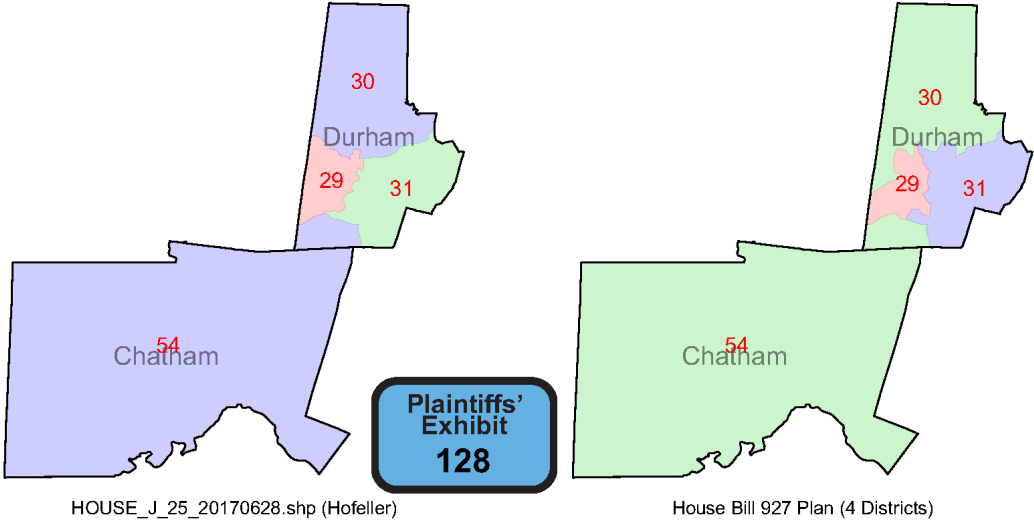 30
Durham
29
31
54
Chatham
30
Durham
29
31
54
Chatham
Plaintiffs’
Exhibit
128
HOUSE_J_25_20170628.shp (Hofeller)
House Bill 927 Plan (4 Districts)